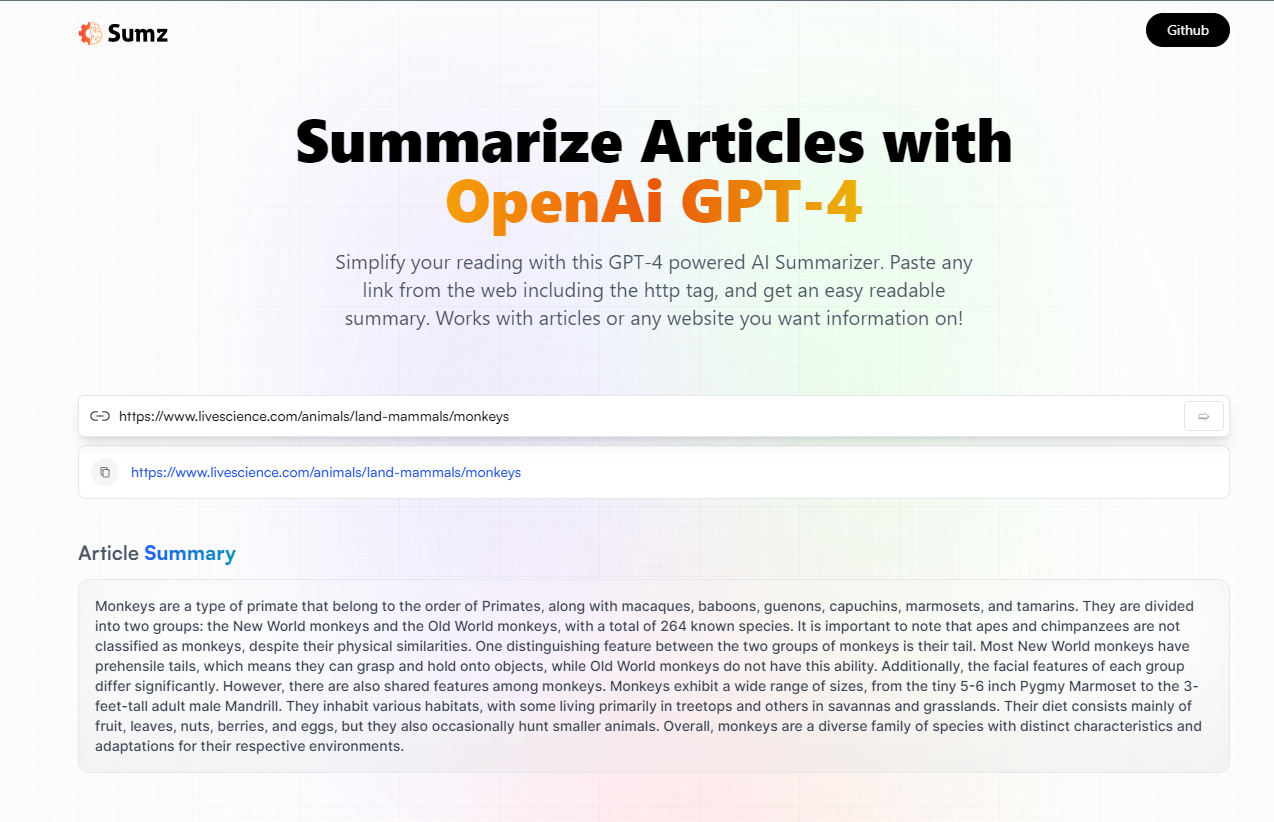 Sumz
Github
Summarize Articles with
OpenAi GPT-4
Simplify your reading with this GPT-4 powered AI Summarizer. Paste any
link from the web including the http tag, and get an easy readable
summary. Works with articles or any website you want information on!
https://www.livescience.com/animals/land-mammals/monkeys
https://www.livescience.com/animals/land-mammals/monkeys
Article Summary
Monkeys are a type of primate that belong to the order of Primates, along with macaques, baboons, guenons, capuchins, marmosets, and tamarins. They are divided
into two groups: the New World monkeys and the Old World monkeys, with a total of 264 known species. It is important to note that apes and chimpanzees are not
classified as monkeys, despite their physical similarities. One distinguishing feature between the two groups of monkeys is their tail. Most New World monkeys have
prehensile tails, which means they can grasp and hold onto objects, while Old World monkeys do not have this ability. Additionally, the facial features of each group
differ significantly. However, there are also shared features among monkeys. Monkeys exhibit a wide range of sizes, from the tiny 5-6 inch Pygmy Marmoset to the 3-
feet-tall adult male Mandrill. They inhabit various habitats, with some living primarily in treetops and others in savannas and grasslands. Their diet consists mainly of
fruit, leaves, nuts, berries, and eggs, but they also occasionally hunt smaller animals. Overall, monkeys are a diverse family of species with distinct characteristics and
adaptations for their respective environments.